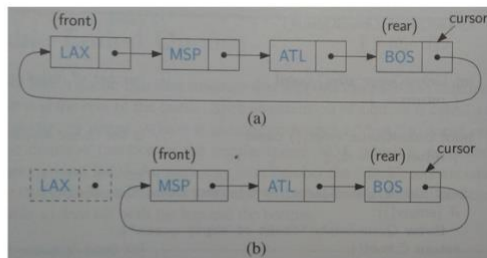 (front) (rear) cursor
LAX MSP ATL BOS
(a)
(front) (rear) cursor
LAX MSP ATL BOS
(b)